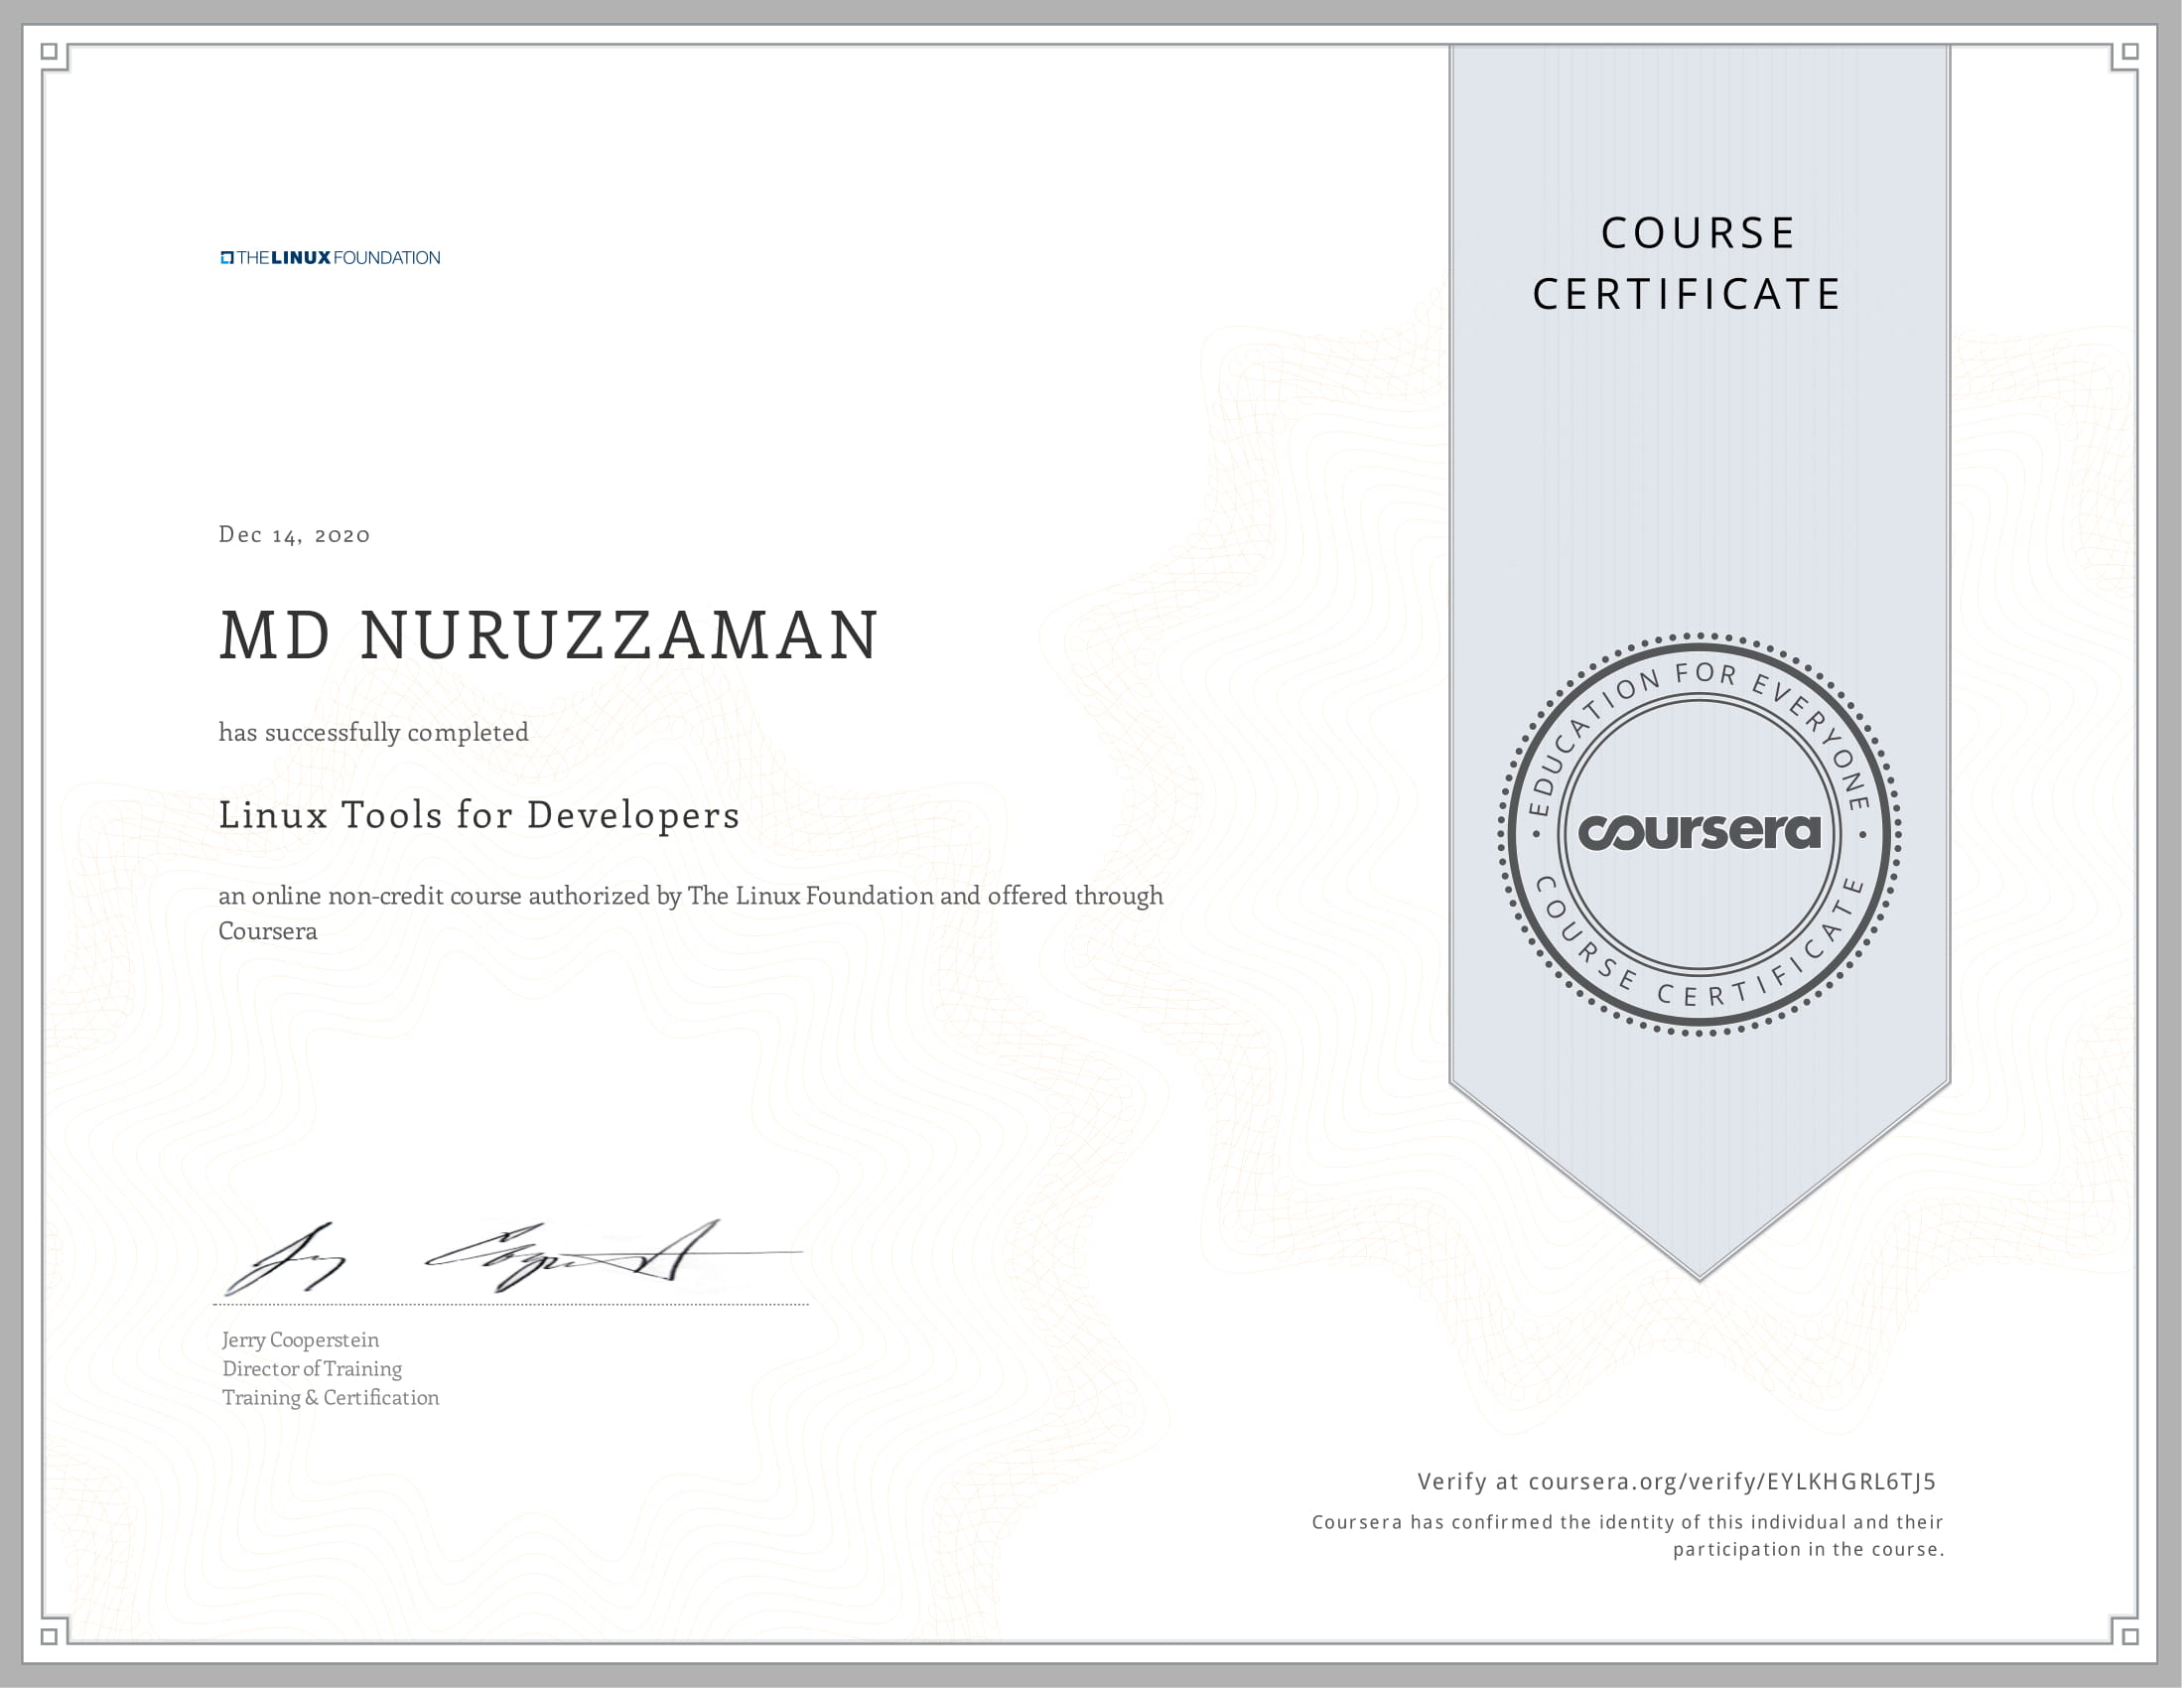 THE LINUX FOUNDATION
COURSE
CERTIFICATE
Dec 14, 2020
MD NURUZZAMAN
has successfully completed
Linux Tools for Developers
an online non-credit course authorized by The Linux Foundation and offered through
Coursera
EDUCATION FOR EVERYONE
coursera
COURSE CERTIFICATE
Jerry Cooperstein
Director of Training
Training & Certification
Verify at coursera.org/verify/EYLKHGRL6TJ5
Coursera has confirmed the identity of this individual and their
participation in the course.